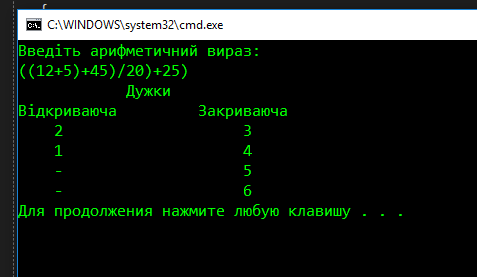 C:\WINDOWS\system32\cmd.exe
Введіть арифметичний вираз:
((12+5)+45)/20)+25)
Дужки
Відкриваюча Закриваюча
2 3
1 4
- 5
- 6
Для продолжения нажмите любую клавишу . . .